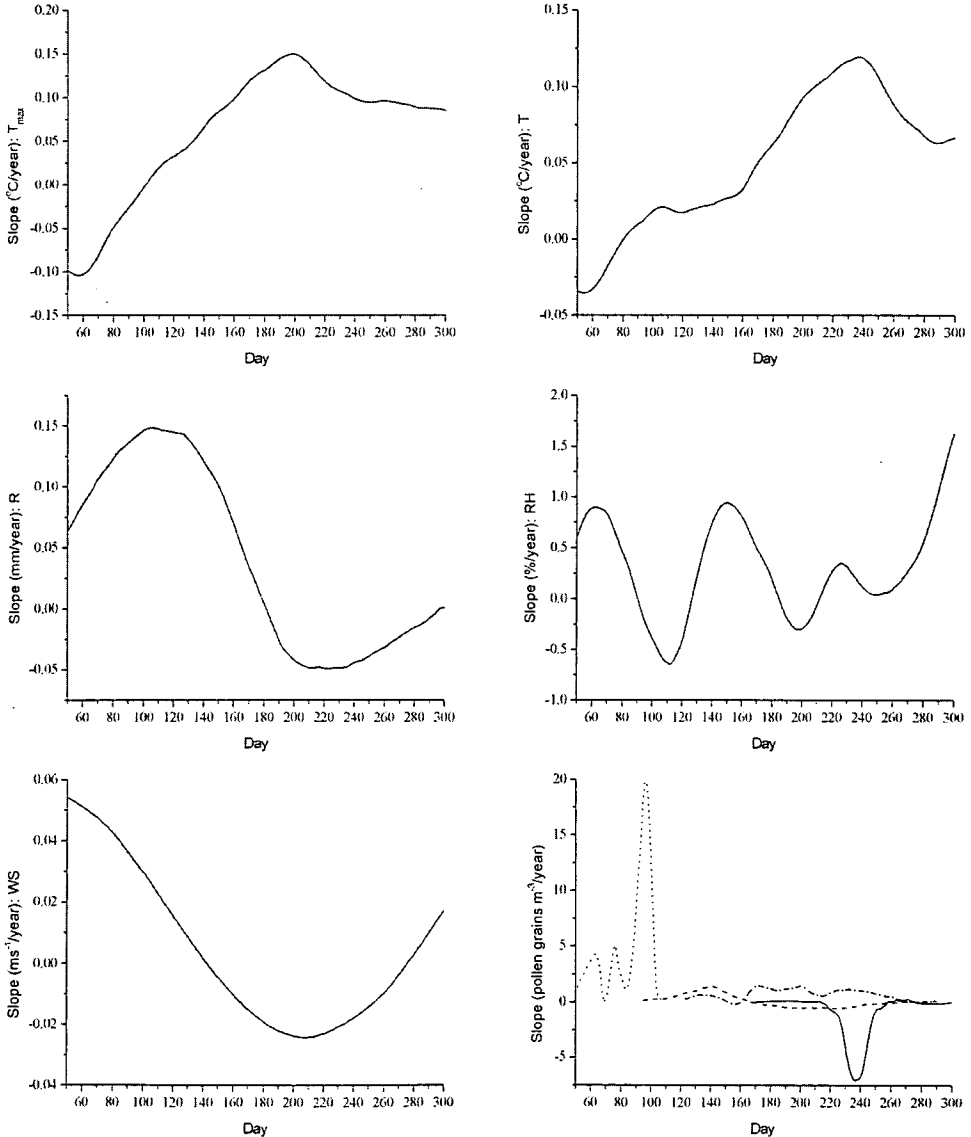 0.20
0.15
0.10
0.05
0.00
-0.05
-0.10
-0.15
Slope (°C/year): Tmax
60 80 100 120 140 160 180 200 220 240 260 280 300
Day
0.15
0.10
0.05
0.00
-0.05
Slope (°C/year): T
60 80 100 120 140 160 180 200 220 240 260 280 300
Day
0.15
0.10
0.05
0.00
-0.05
Slope (mm/year): R
60 80 100 120 140 160 180 200 220 240 260 280 300
Day
2.0
1.5
1.0
0.5
0.0
-0.5
-1.0
Slope (%/year): RH
60 80 100 120 140 160 180 200 220 240 260 280 300
Day
0.06
0.04
0.02
0.00
-0.02
-0.04
Slope (ms⁻¹/year): WS
60 80 100 120 140 160 180 200 220 240 260 280 300
Day
20
15
10
5
0
-5
Slope (pollen grains m⁻³/year)
60 80 100 120 140 160 180 200 220 240 260 280 300
Day